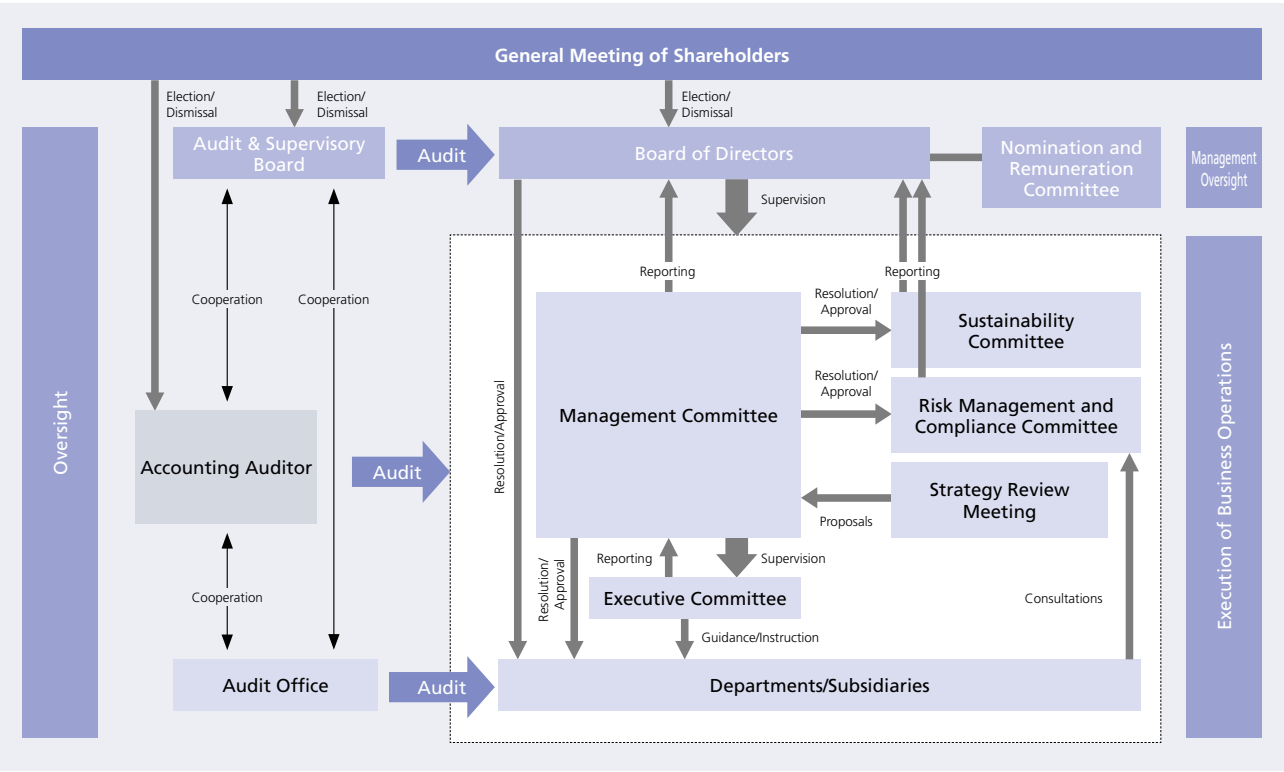 General Meeting of Shareholders
Election/
Dismissal
Election/
Dismissal
Election/
Dismissal
Audit & Supervisory
Board
Audit
Board of Directors
Nomination and
Remuneration
Committee
Management
Oversight
Supervision
Reporting
Reporting
Cooperation
Cooperation
Resolution/
Approval
Sustainability
Committee
Resolution/
Approval
Management Committee
Risk Management and
Compliance Committee
Oversight
Resolution/Approval
Execution of Business Operations
Accounting Auditor
Audit
Strategy Review
Meeting
Proposals
Reporting
Supervision
Resolution/
Approval
Cooperation
Executive Committee
Consultations
Guidance/Instruction
Audit Office
Audit
Departments/Subsidiaries